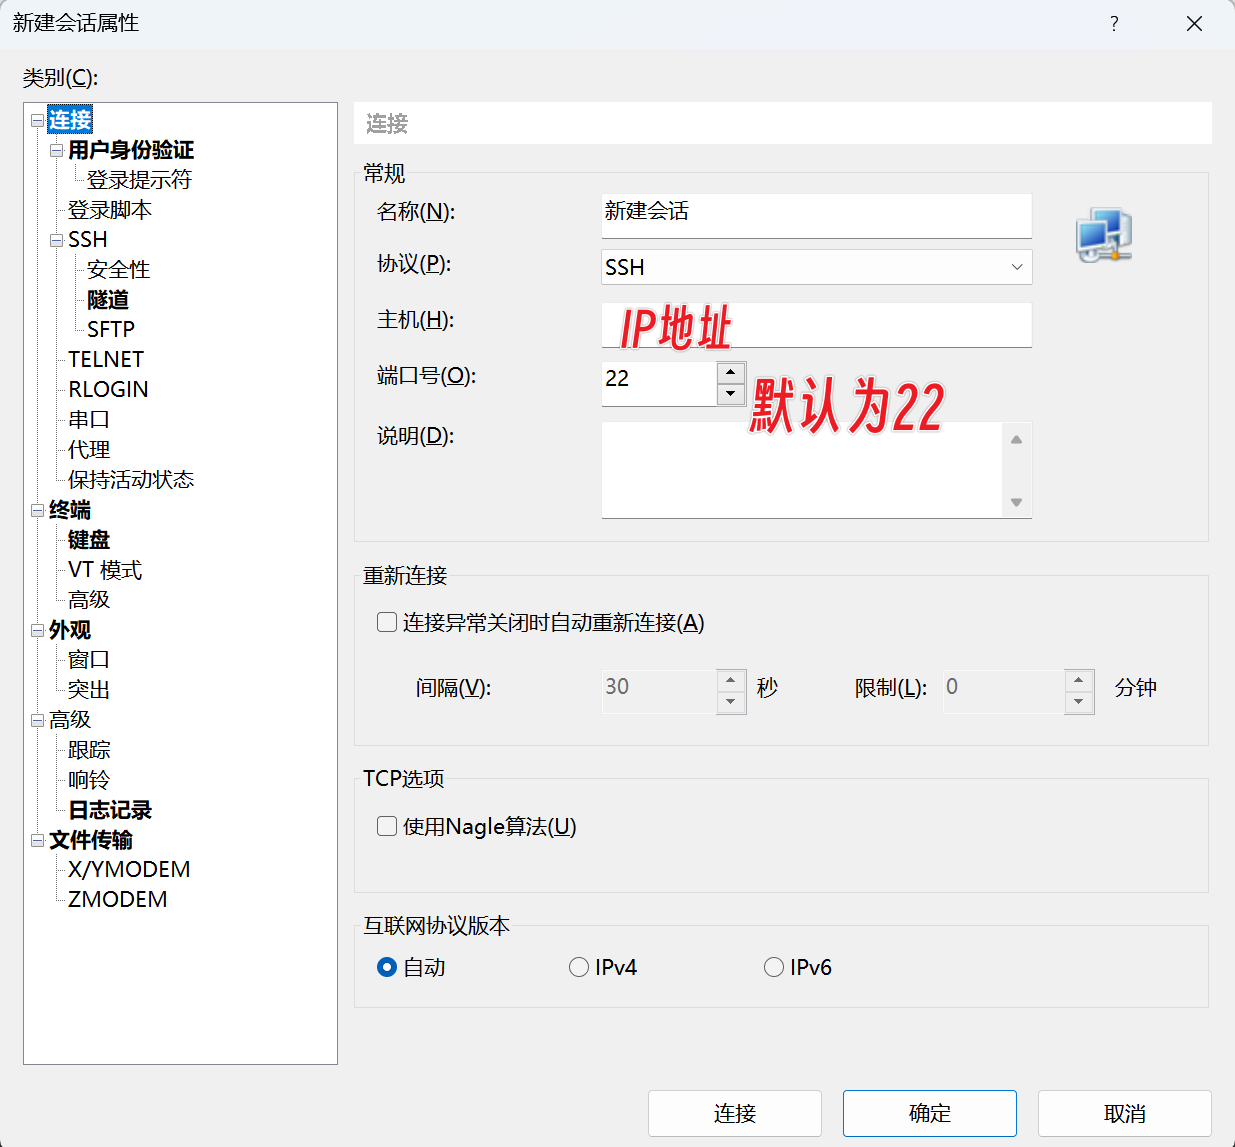 新建会话属性
?
类别(C):
连接
用户身份验证
登录提示符
登录脚本
SSH
安全性
隧道
SFTP
TELNET
RLOGIN
串口
代理
保持活动状态
终端
键盘
VT 模式
高级
外观
窗口
突出
高级
跟踪
响铃
日志记录
文件传输
X/YMODEM
ZMODEM
连接
常规
名称(N): 新建会话
协议(P): SSH
主机(H): IP地址
端口号(O): 22 默认为22
说明(D):
重新连接
连接异常关闭时自动重新连接(A)
间隔(V): 30 秒 限制(L): 0 分钟
TCP选项
使用Nagle算法(U)
互联网协议版本
自动 IPv4 IPv6
连接 确定 取消